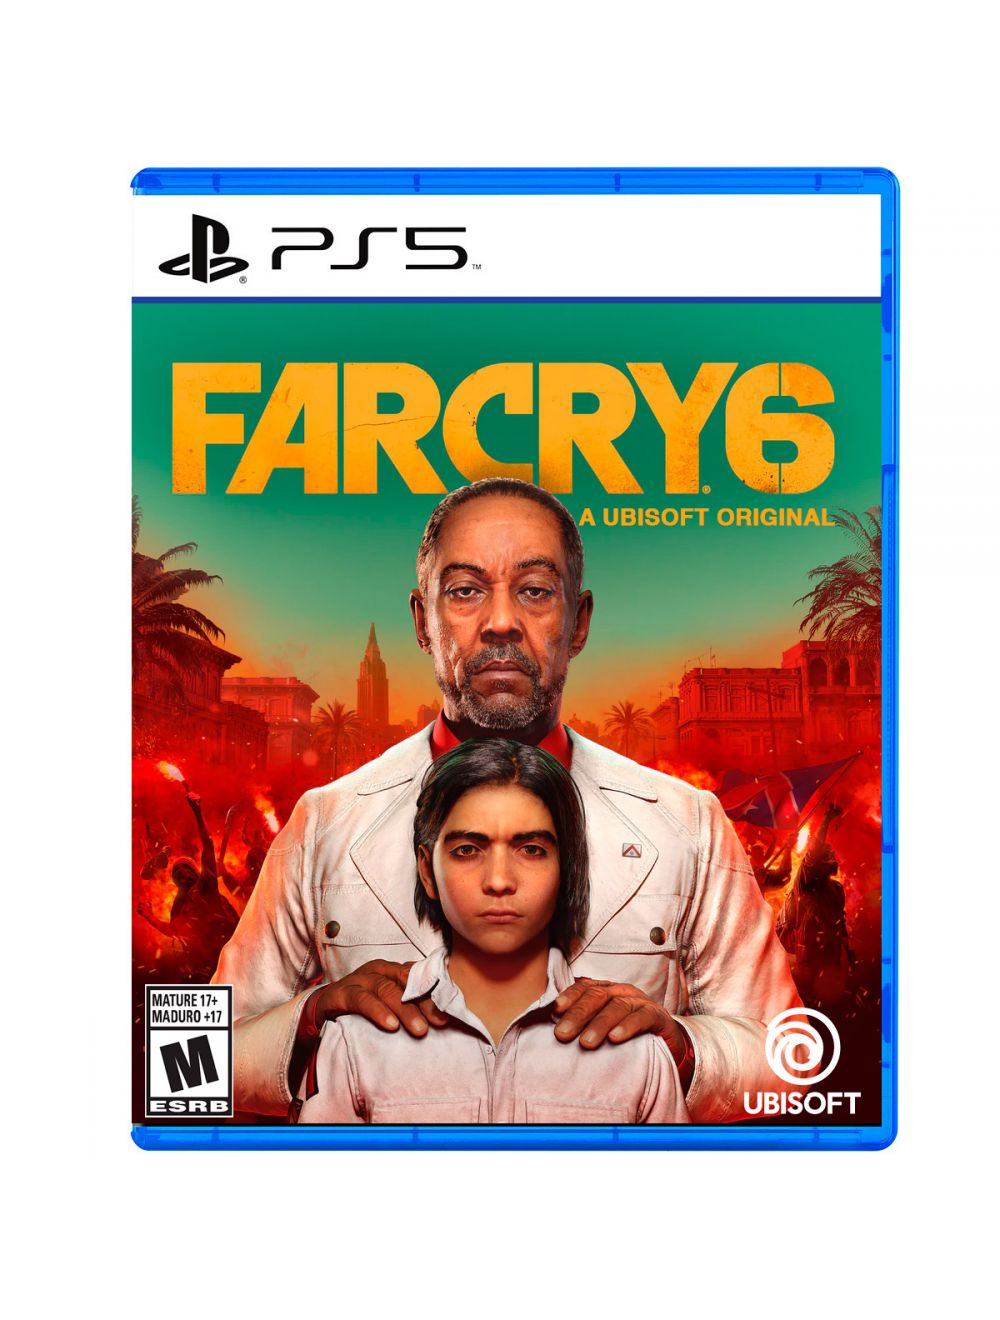 PS5
FARCRY6
A UBISOFT ORIGINAL
MATURE 17+
MADURO +17
M
ESRB
UBISOFT